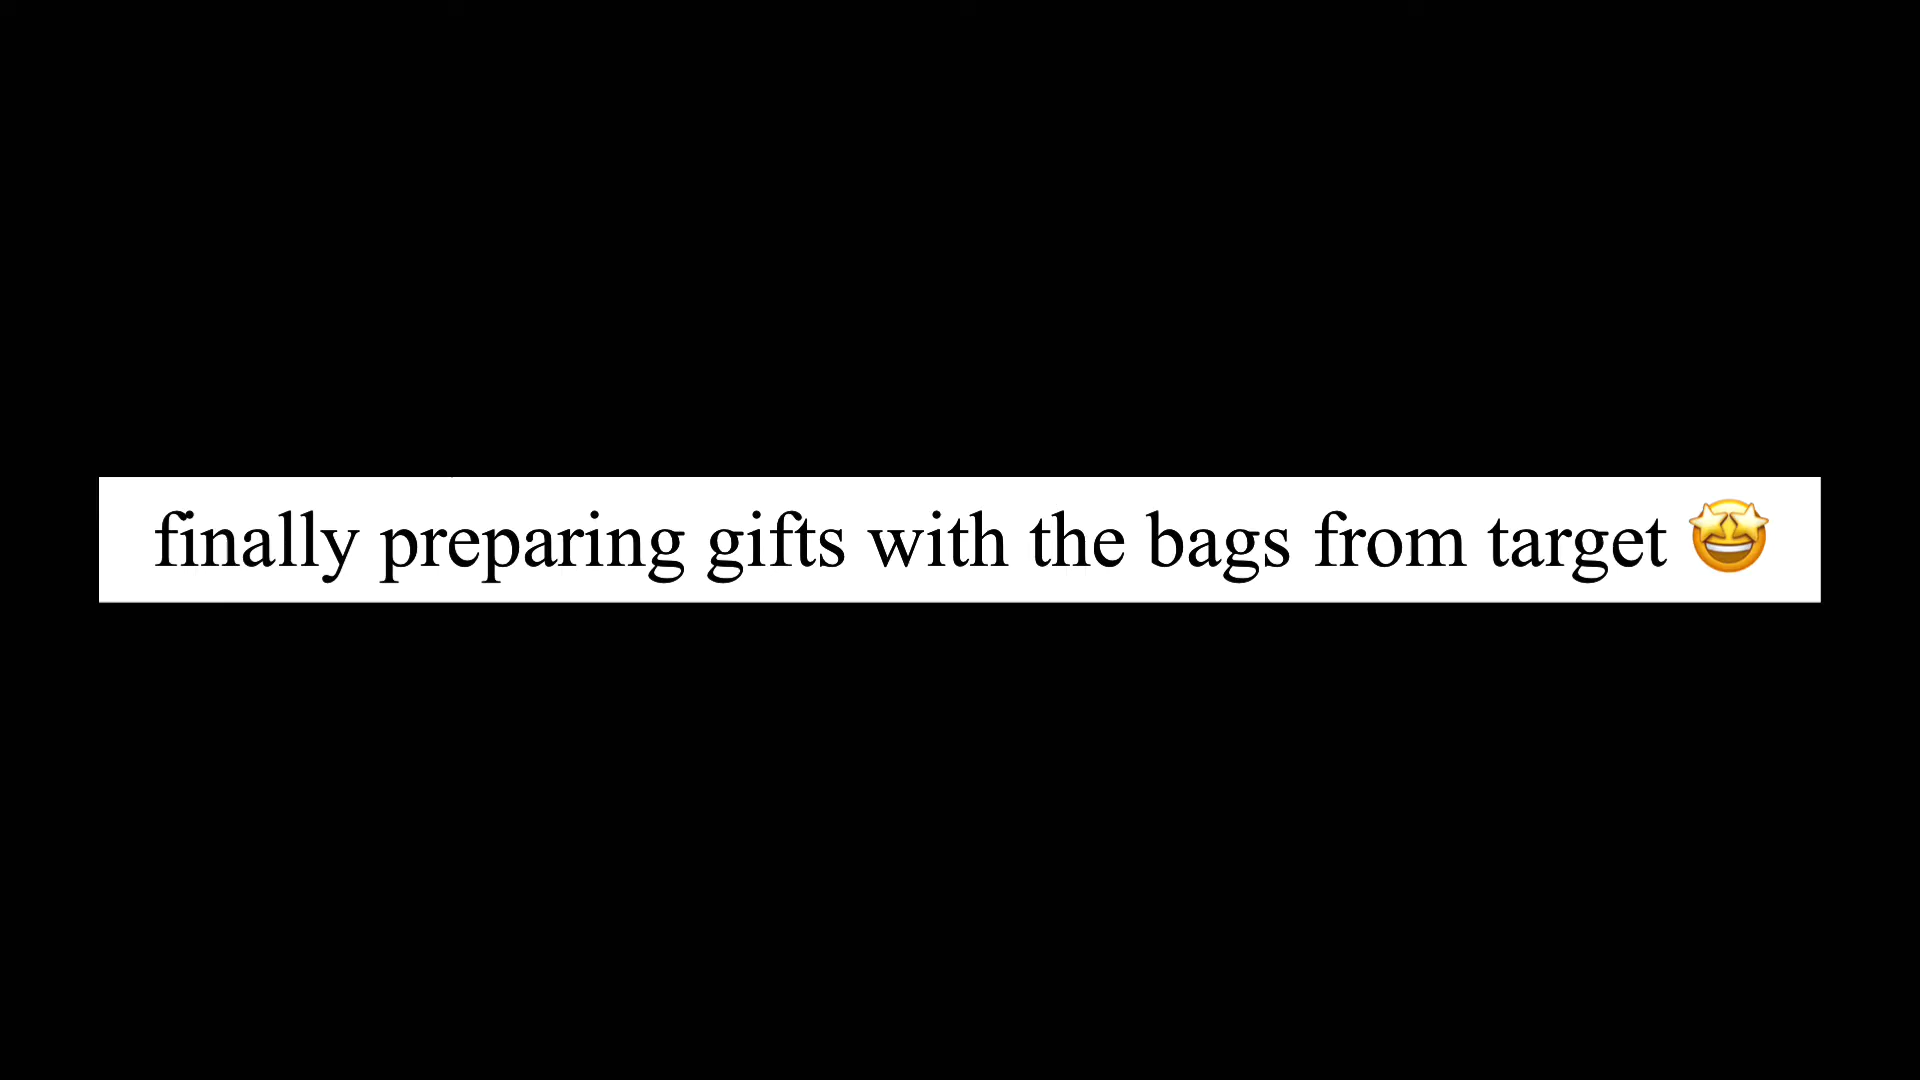 finally preparing gifts with the bags from target 🤩